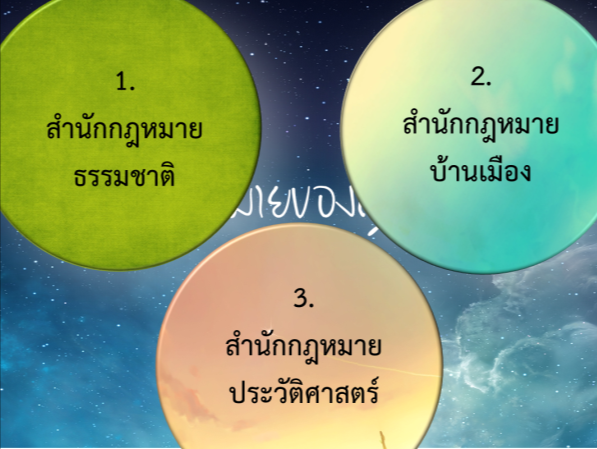 1.
สำนักกฎหมาย
ธรรมชาติ
2.
สำนักกฎหมาย
บ้านเมือง
3.
สำนักกฎหมาย
ประวัติศาสตร์